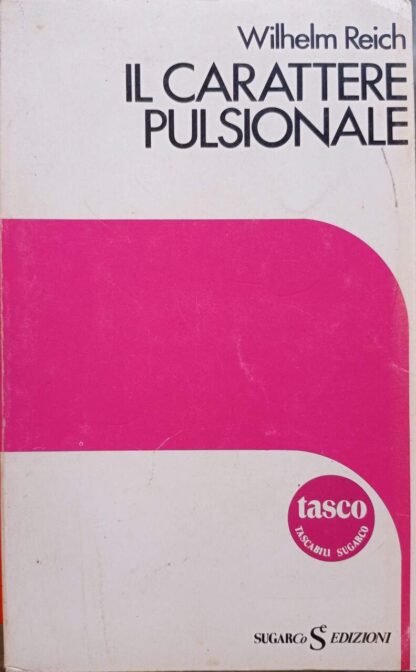 Wilhelm Reich
IL CARATTERE
PULSIONALE
tasco
TASCABILI SUGARCO
SUGARCo S EDIZIONI